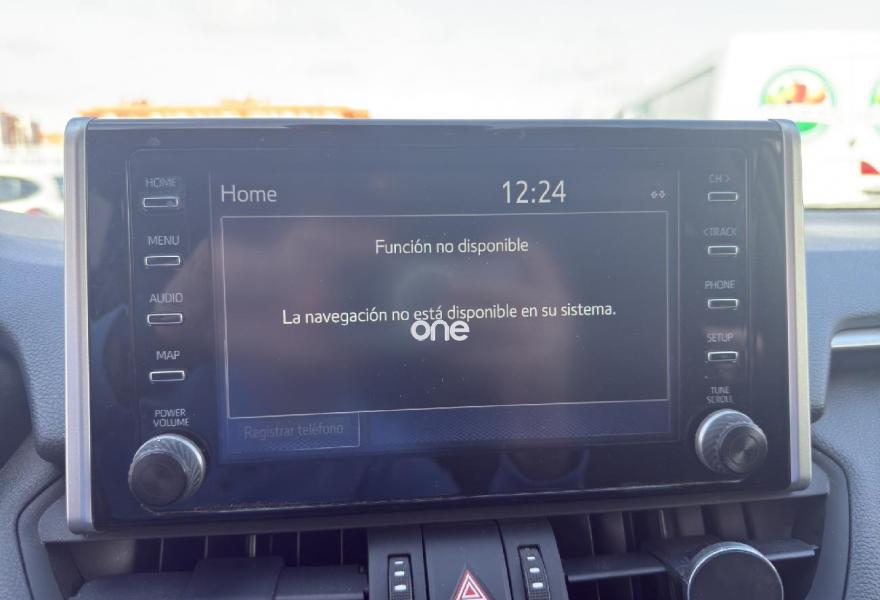 HOME
MENU
AUDIO
MAP
POWER
VOLUME
Home
12:24
Función no disponible
La navegación no está disponible en su sistema.
one
Registrar teléfono
CH >
<TRACK
PHONE
SETUP
TUNE
SCROLL